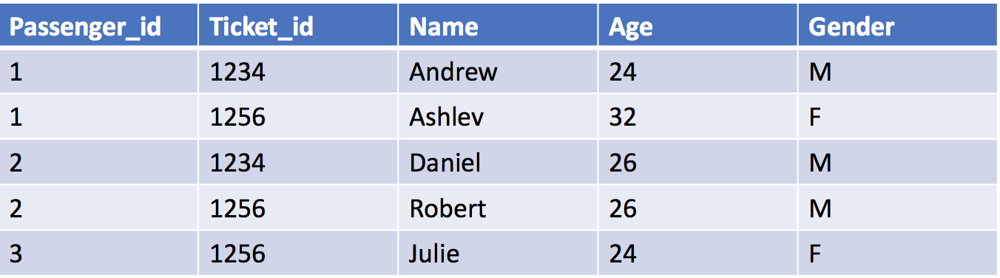 Passenger_id Ticket_id Name Age Gender
1 1234 Andrew 24 M
1 1256 Ashlev 32 F
2 1234 Daniel 26 M
2 1256 Robert 26 M
3 1256 Julie 24 F